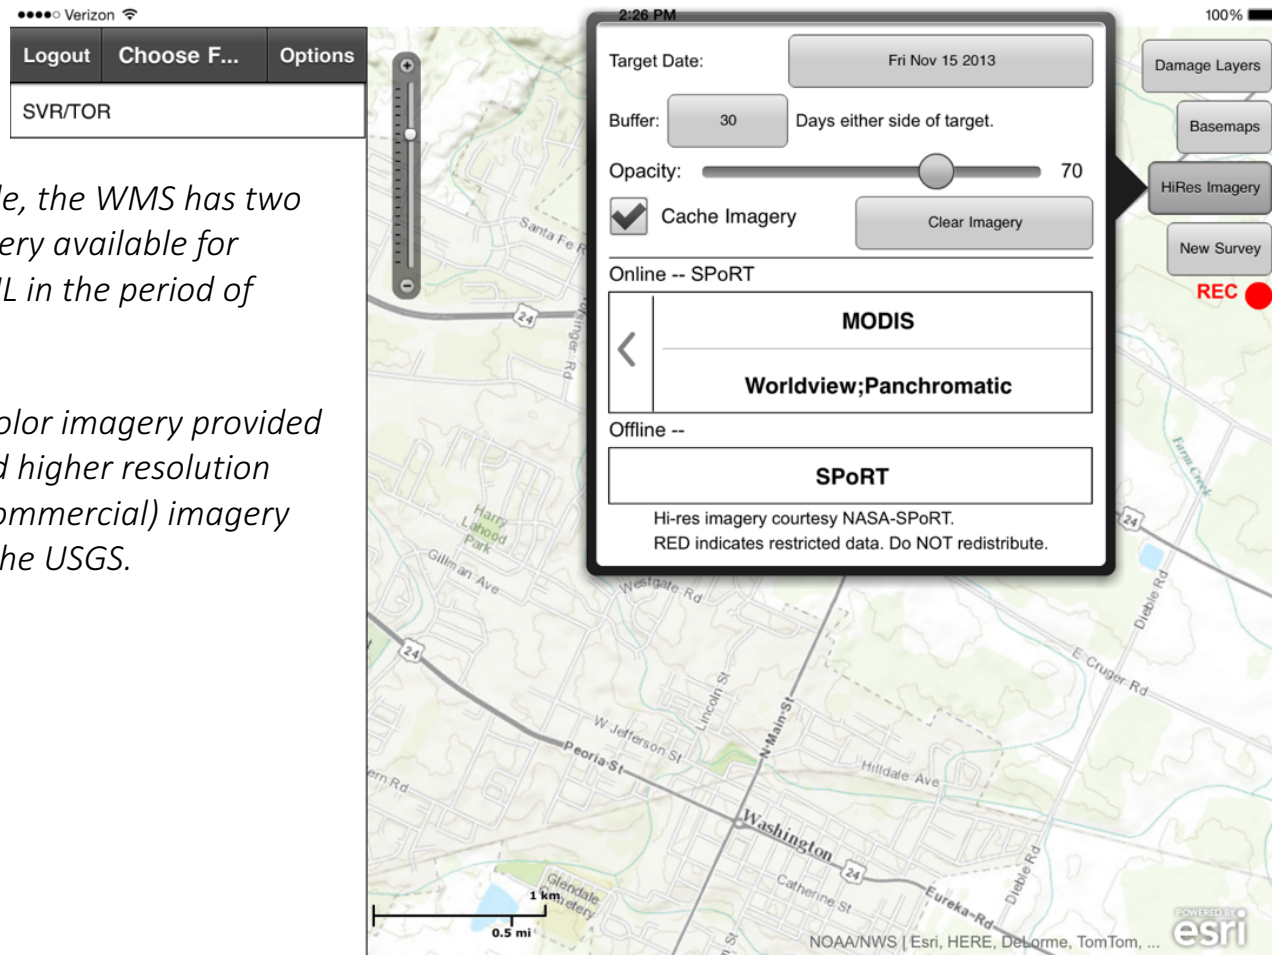 Verizon
2:26 PM
100%
Logout
Choose F...
Options
SVR/TOR
the WMS has two
available for
in the period of
olor imagery provided
higher resolution
ommercial) imagery
he USGS.
Target Date:
Fri Nov 15 2013
Buffer:
30
Days either side of target.
Opacity:
70
Cache Imagery
Clear Imagery
Online -- SPoRT
MODIS
Worldview;Panchromatic
Offline --
SPoRT
Hi-res imagery courtesy NASA-SPoRT.
RED indicates restricted data. Do NOT redistribute.
Damage Layers
Basemaps
HiRes Imagery
New Survey
REC
Santa Fe R
24
Rd
Farm Creek
24
Harry
Lahood
Park
Gillman Ave
Westgate-Rd
Dieble Rd
24
E-Cruger-Rd
Lincoln St
N-Main-St
W Jefferson St
Peoria-St
Hilldale Ave
ern Rd
Washington
24
Dieble Rd
Catherine St
Eureka-Rd
Glendale
Cemetery
1 km
0.5 mi
St
POWERED BY
esri
NOAA/NWS | Esri, HERE, DeLorme, TomTom, ...